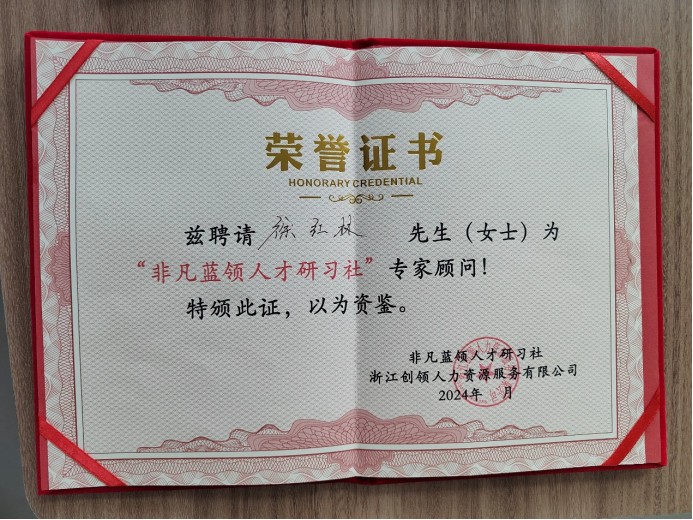 荣誉证书
HONORARY CREDENTIAL
兹聘请 徐红林 先生（女士）为
“非凡蓝领人才研习社”专家顾问！
特颁此证，以为资鉴。
非凡蓝领人才研习社
浙江创领人力资源服务有限公司
2024年 月